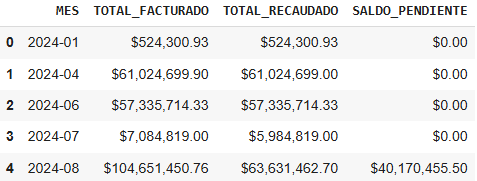 MES TOTAL_FACTURADO TOTAL_RECAUDADO SALDO_PENDIENTE
0 2024-01 $524,300.93 $524,300.93 $0.00
1 2024-04 $61,024,699.90 $61,024,699.00 $0.00
2 2024-06 $57,335,714.33 $57,335,714.33 $0.00
3 2024-07 $7,084,819.00 $5,984,819.00 $0.00
4 2024-08 $104,651,450.76 $63,631,462.70 $40,170,455.50